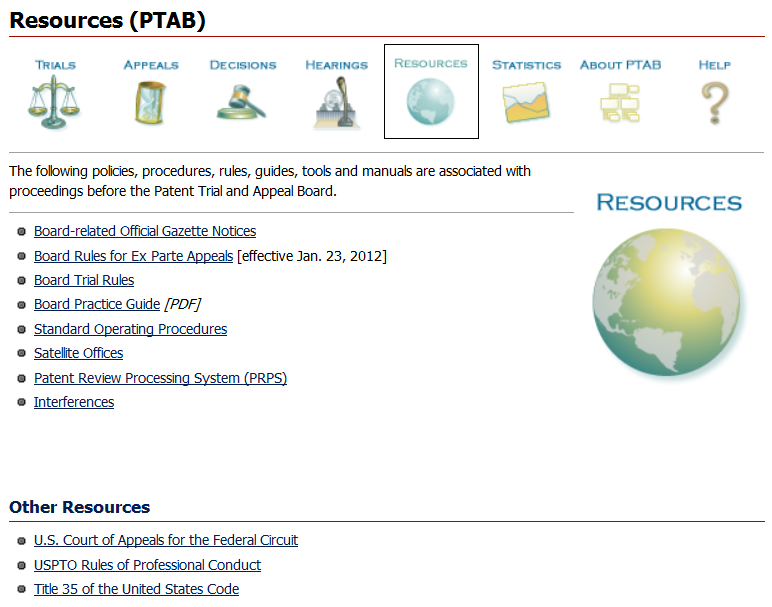 Resources (PTAB)
TRIALS APPEALS DECISIONS HEARINGS RESOURCES STATISTICS ABOUT PTAB HELP
The following policies, procedures, rules, guides, tools and manuals are associated with
proceedings before the Patent Trial and Appeal Board.
RESOURCES
Board-related Official Gazette Notices
Board Rules for Ex Parte Appeals [effective Jan. 23, 2012]
Board Trial Rules
Board Practice Guide [PDF]
Standard Operating Procedures
Satellite Offices
Patent Review Processing System (PRPS)
Interferences
Other Resources
U.S. Court of Appeals for the Federal Circuit
USPTO Rules of Professional Conduct
Title 35 of the United States Code